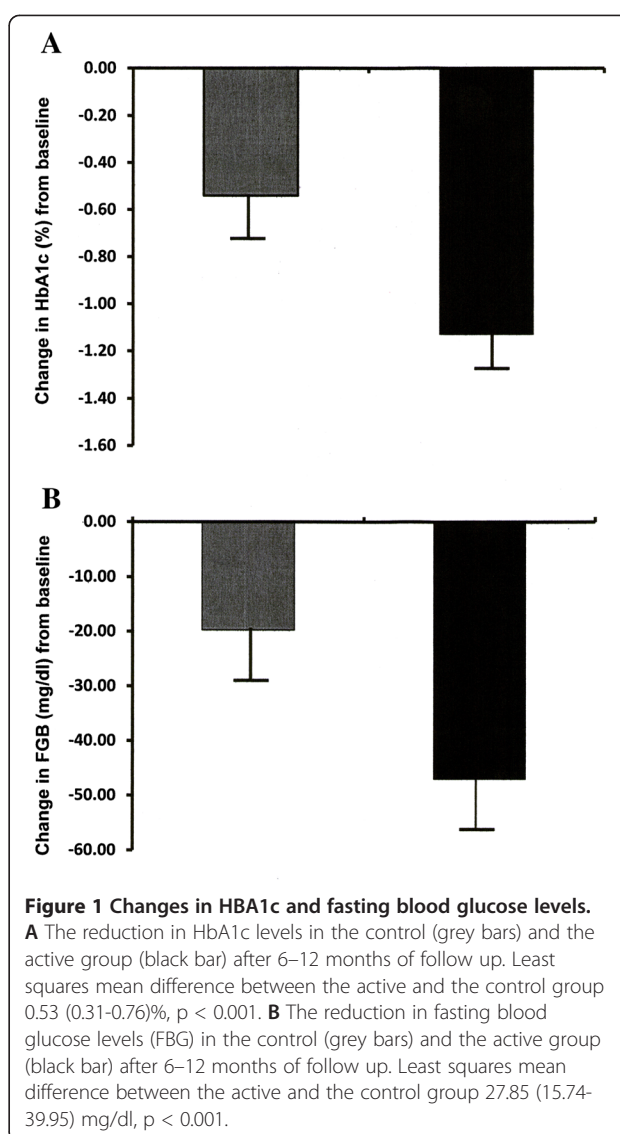 A
0.00
-0.20
-0.40
-0.60
-0.80
-1.00
-1.20
-1.40
-1.60
Change in HbA1c (%) from baseline
B
0.00
-10.00
-20.00
-30.00
-40.00
-50.00
-60.00
Change in FGB (mg/dl) from baseline
Figure 1 Changes in HBA1c and fasting blood glucose levels.
A The reduction in HbA1c levels in the control (grey bars) and the
active group (black bar) after 6–12 months of follow up. Least
squares mean difference between the active and the control group
0.53 (0.31-0.76)%, p < 0.001. B The reduction in fasting blood
glucose levels (FBG) in the control (grey bars) and the active group
(black bar) after 6–12 months of follow up. Least squares mean
difference between the active and the control group 27.85 (15.74-
39.95) mg/dl, p < 0.001.